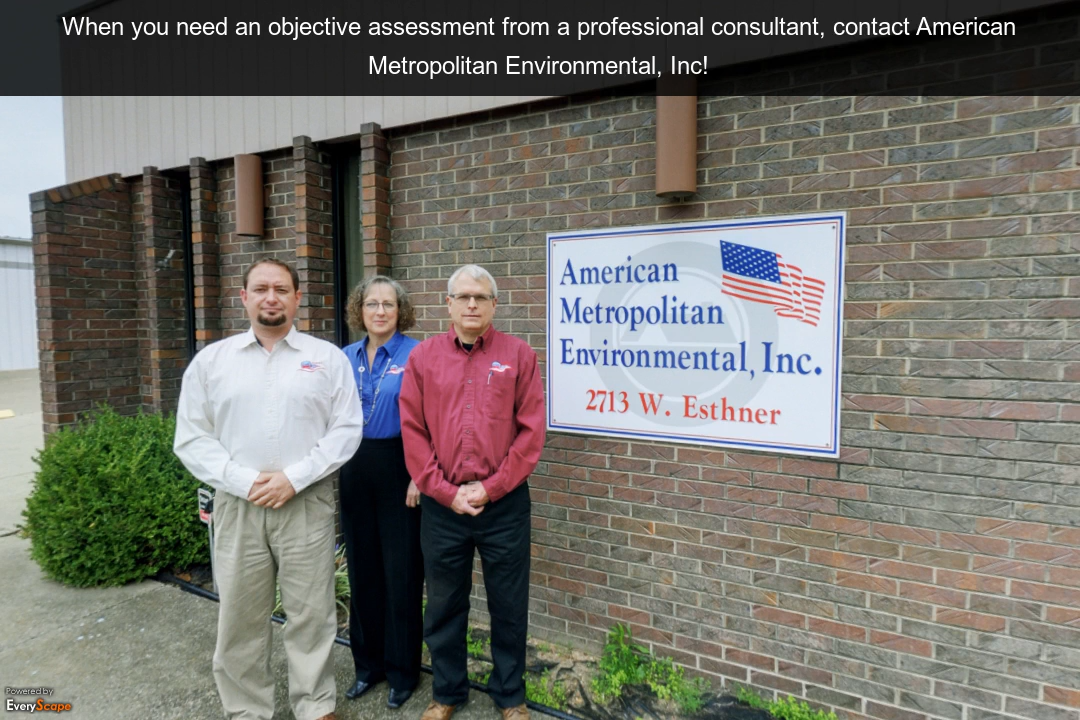 When you need an objective assessment from a professional consultant, contact American
Metropolitan Environmental, Inc!
American
Metropolitan
Environmental, Inc.
2713 W. Esthner
Powered by
EveryScape